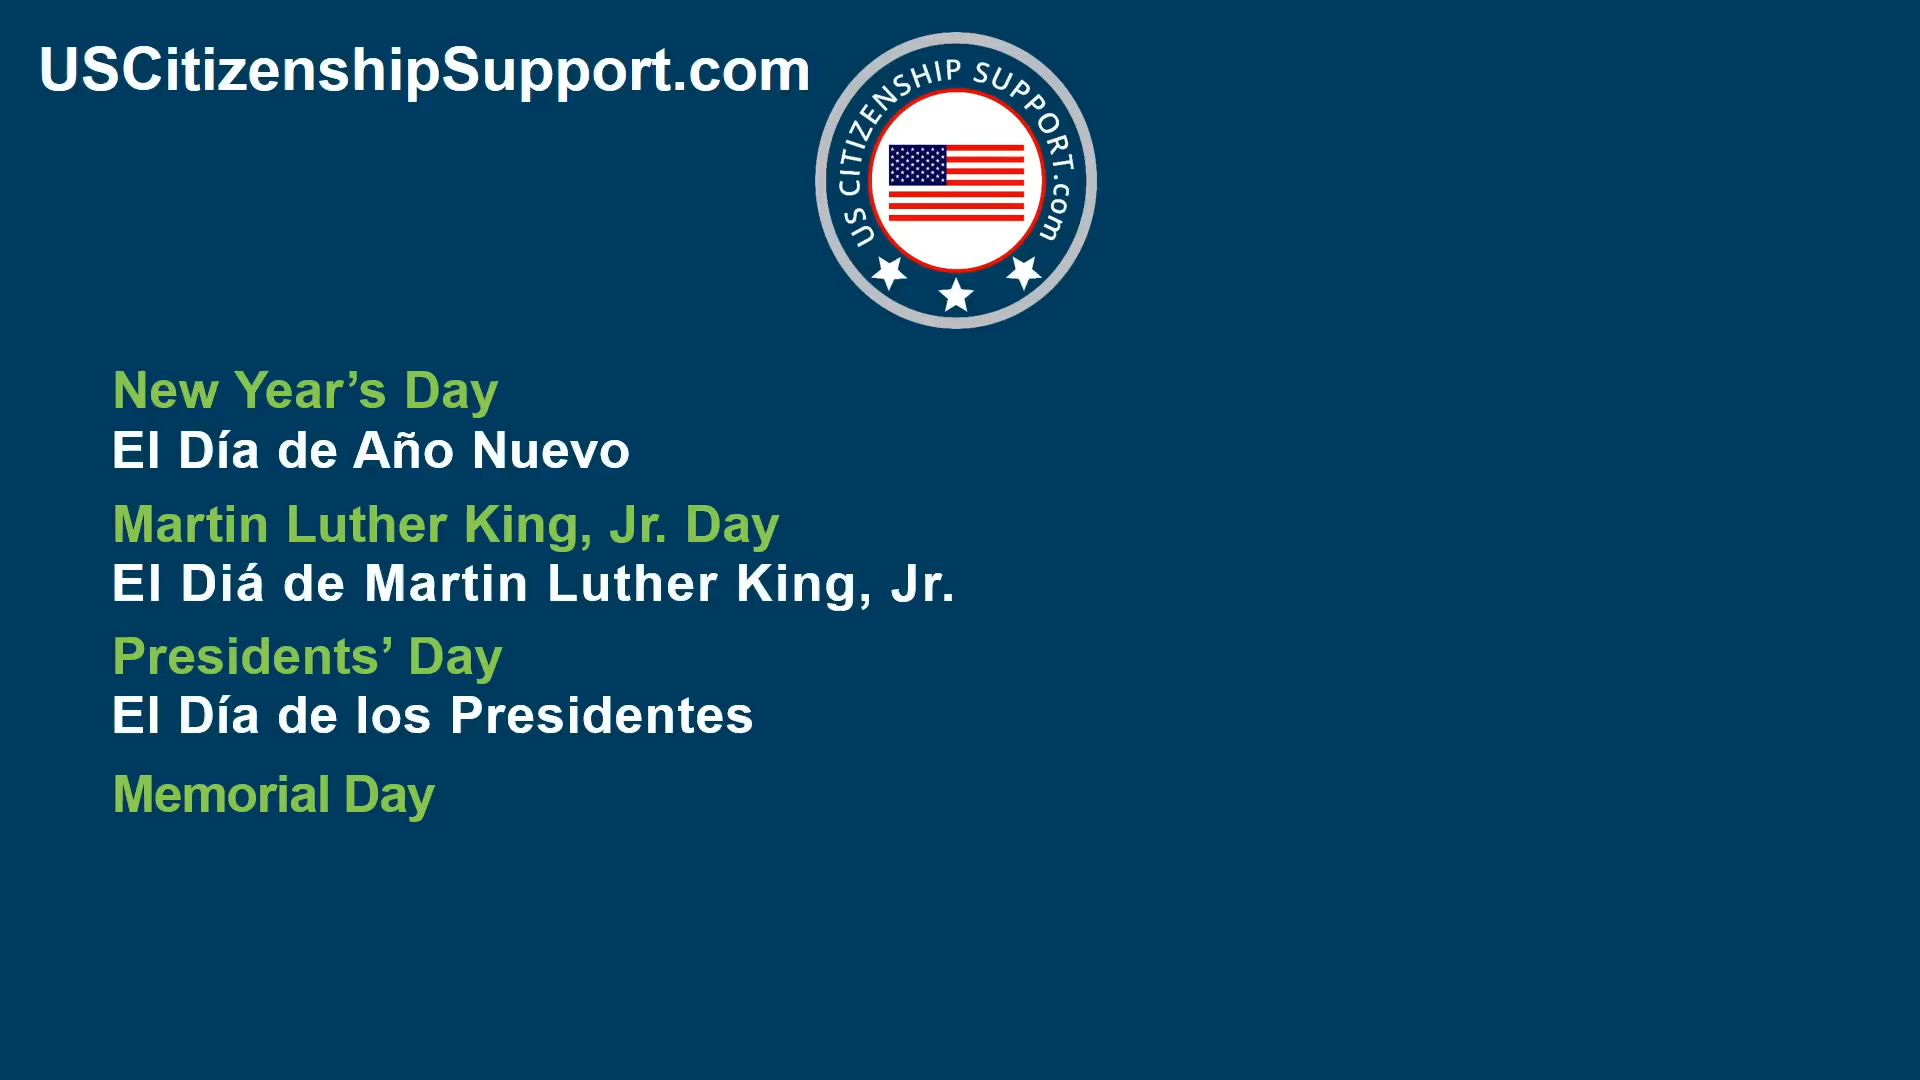 USCitizenshipSupport.com
US CITIZENSHIP SUPPORT.com
New Year’s Day
El Día de Año Nuevo
Martin Luther King, Jr. Day
El Diá de Martin Luther King, Jr.
Presidents’ Day
El Día de los Presidentes
Memorial Day